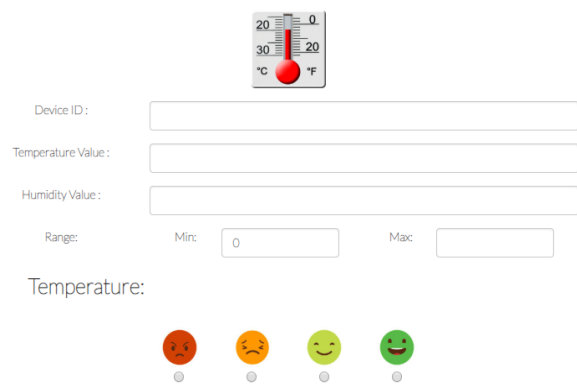 20 0
30 20
°C °F
Device ID :
Temperature Value :
Humidity Value :
Range: Min: 0 Max:
Temperature: